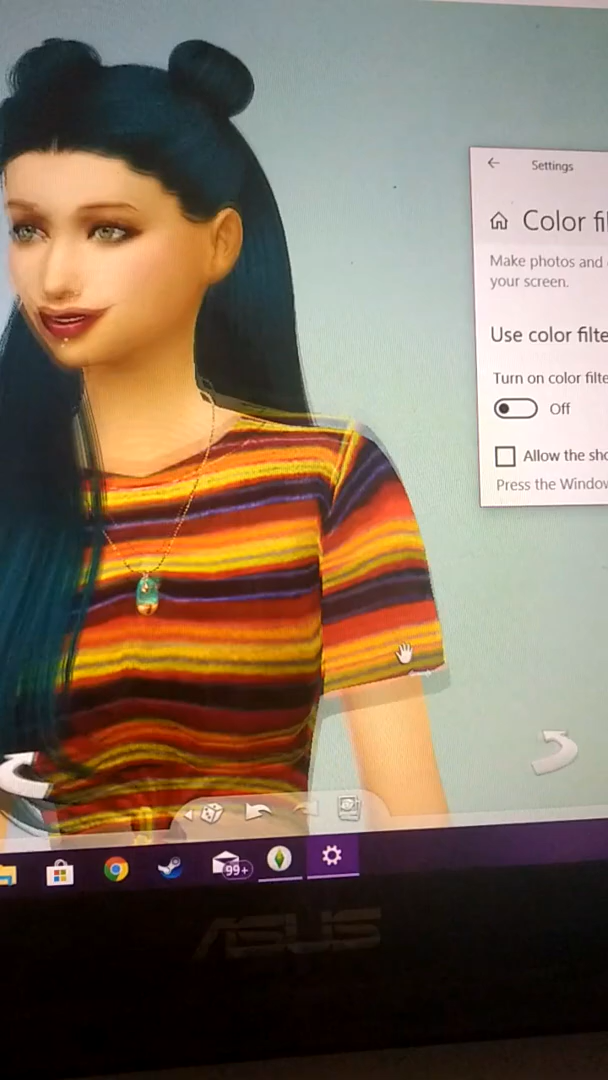 Settings
Color fil
Make photos and
your screen.
Use color filte
Turn on color filte
Off
Allow the sho
Press the Window
99+
ASUS